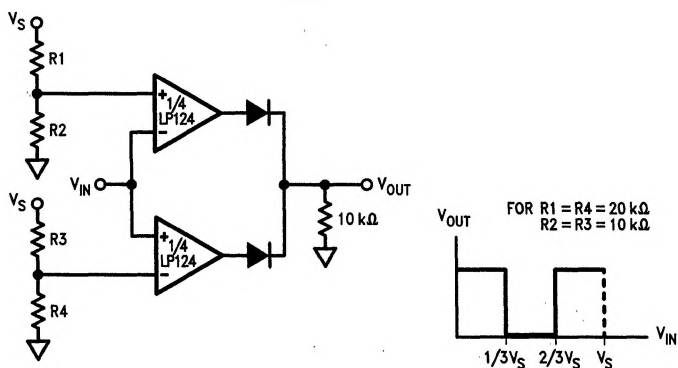 VS
R1
R2
+
1/4
LP124
−
VIN
VS
R3
R4
+
1/4
LP124
−
VOUT
10 kΩ
VOUT
FOR R1 = R4 = 20 kΩ
R2 = R3 = 10 kΩ
1/3VS 2/3VS VS
VIN